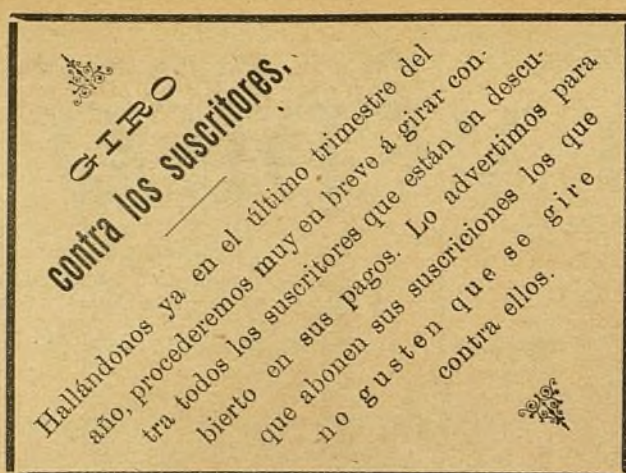 GIRO
contra los suscritores.
Hallándonos ya en el último trimestre del
año, procederemos muy en breve á girar con-
tra todos los suscritores que están en descu-
bierto en sus pagos. Lo advertimos para
que abonen sus suscriciones los que
no gusten que se gire
contra ellos.